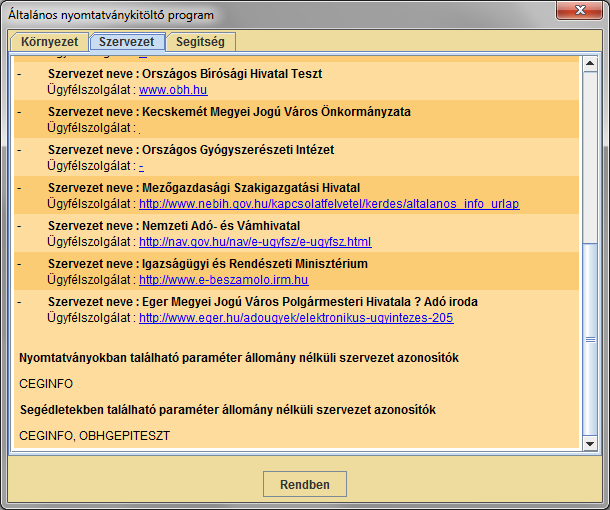 Általános nyomtatványkitöltő program
Környezet Szervezet Segítség
- Szervezet neve : Országos Bírósági Hivatal Teszt
Ügyfélszolgálat : www.obh.hu
- Szervezet neve : Kecskemét Megyei Jogú Város Önkormányzata
Ügyfélszolgálat : .
- Szervezet neve : Országos Gyógyszerészeti Intézet
Ügyfélszolgálat : -
- Szervezet neve : Mezőgazdasági Szakigazgatási Hivatal
Ügyfélszolgálat : http://www.nebih.gov.hu/kapcsolatfelvetel/kerdes/altalanos_info_urlap
- Szervezet neve : Nemzeti Adó- és Vámhivatal
Ügyfélszolgálat : http://nav.gov.hu/nav/e-ugyfsz/e-ugyfsz.html
- Szervezet neve : Igazságügyi és Rendészeti Minisztérium
Ügyfélszolgálat : http://www.e-beszamolo.irm.hu
- Szervezet neve : Eger Megyei Jogú Város Polgármesteri Hivatala ? Adó iroda
Ügyfélszolgálat : http://www.eger.hu/adougyek/elektronikus-ugyintezes-205
Nyomtatványokban található paraméter állomány nélküli szervezet azonosítók
CEGINFO
Segédletekben található paraméter állomány nélküli szervezet azonosítók
CEGINFO, OBHGEPITESZT
Rendben